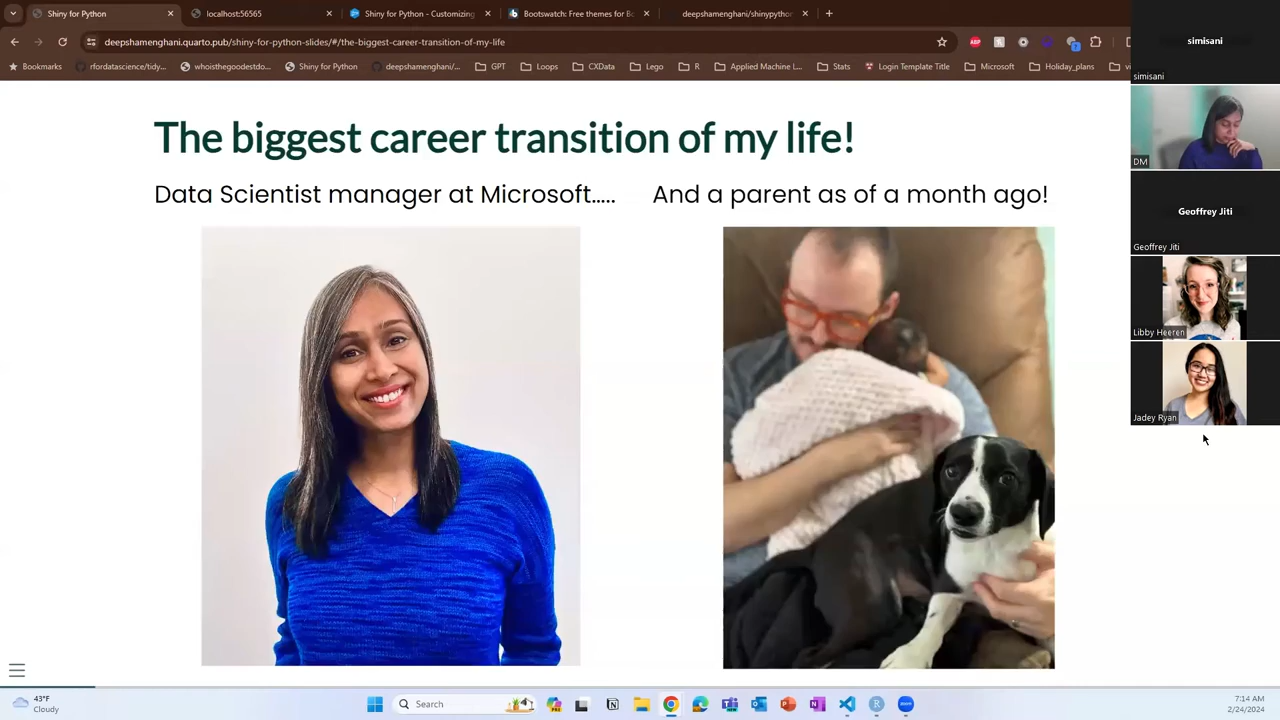 Shiny for Python
localhost:56565
Shiny for Python - Customizing
Bootswatch: Free themes for Bo
deepshamenghani/shinypython
deepshamenghani.quarto.pub/shiny-for-python-slides/#/the-biggest-career-transition-of-my-life
Bookmarks
rfordatascience/tidy...
whoisthegoodestdo...
Shiny for Python
deepshamenghani/...
GPT
Loops
CXData
Lego
R
Applied Machine L...
Stats
Login Template Title
Microsoft
Holiday_plans
The biggest career transition of my life!
Data Scientist manager at Microsoft.....
And a parent as of a month ago!
simisani
simisani
DM
Geoffrey Jiti
Geoffrey Jiti
Libby Heeren
Jadey Ryan
43°F
Cloudy
Search
7:14 AM
2/24/2024